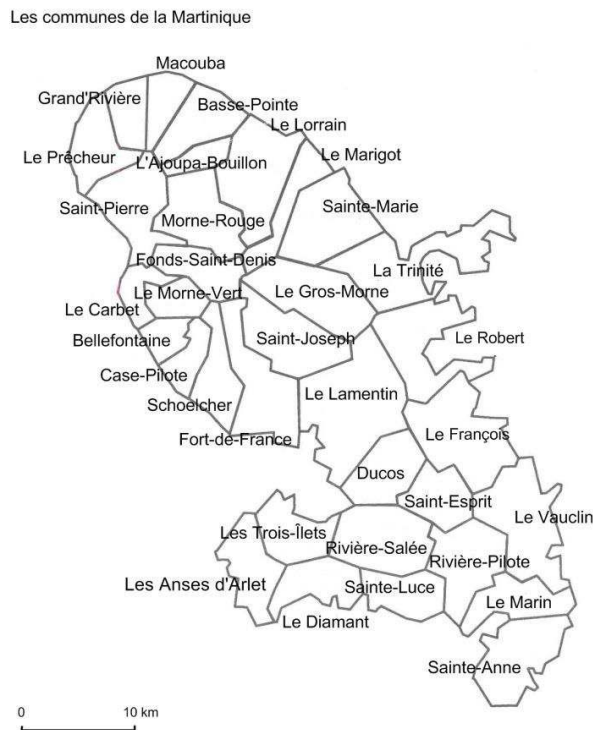 Les communes de la Martinique
Macouba
Grand'Rivière
Basse-Pointe
Le Lorrain
Le Prêcheur
L'Ajoupa-Bouillon
Le Marigot
Saint-Pierre
Morne-Rouge
Sainte-Marie
Fonds-Saint-Denis
La Trinité
Le Morne-Vert
Le Gros-Morne
Le Carbet
Bellefontaine
Saint-Joseph
Le Robert
Case-Pilote
Le Lamentin
Schoelcher
Fort-de-France
Le François
Ducos
Saint-Esprit
Le Vauclin
Les Trois-Îlets
Rivière-Salée
Rivière-Pilote
Les Anses d'Arlet
Sainte-Luce
Le Marin
Le Diamant
Sainte-Anne
0 10 km